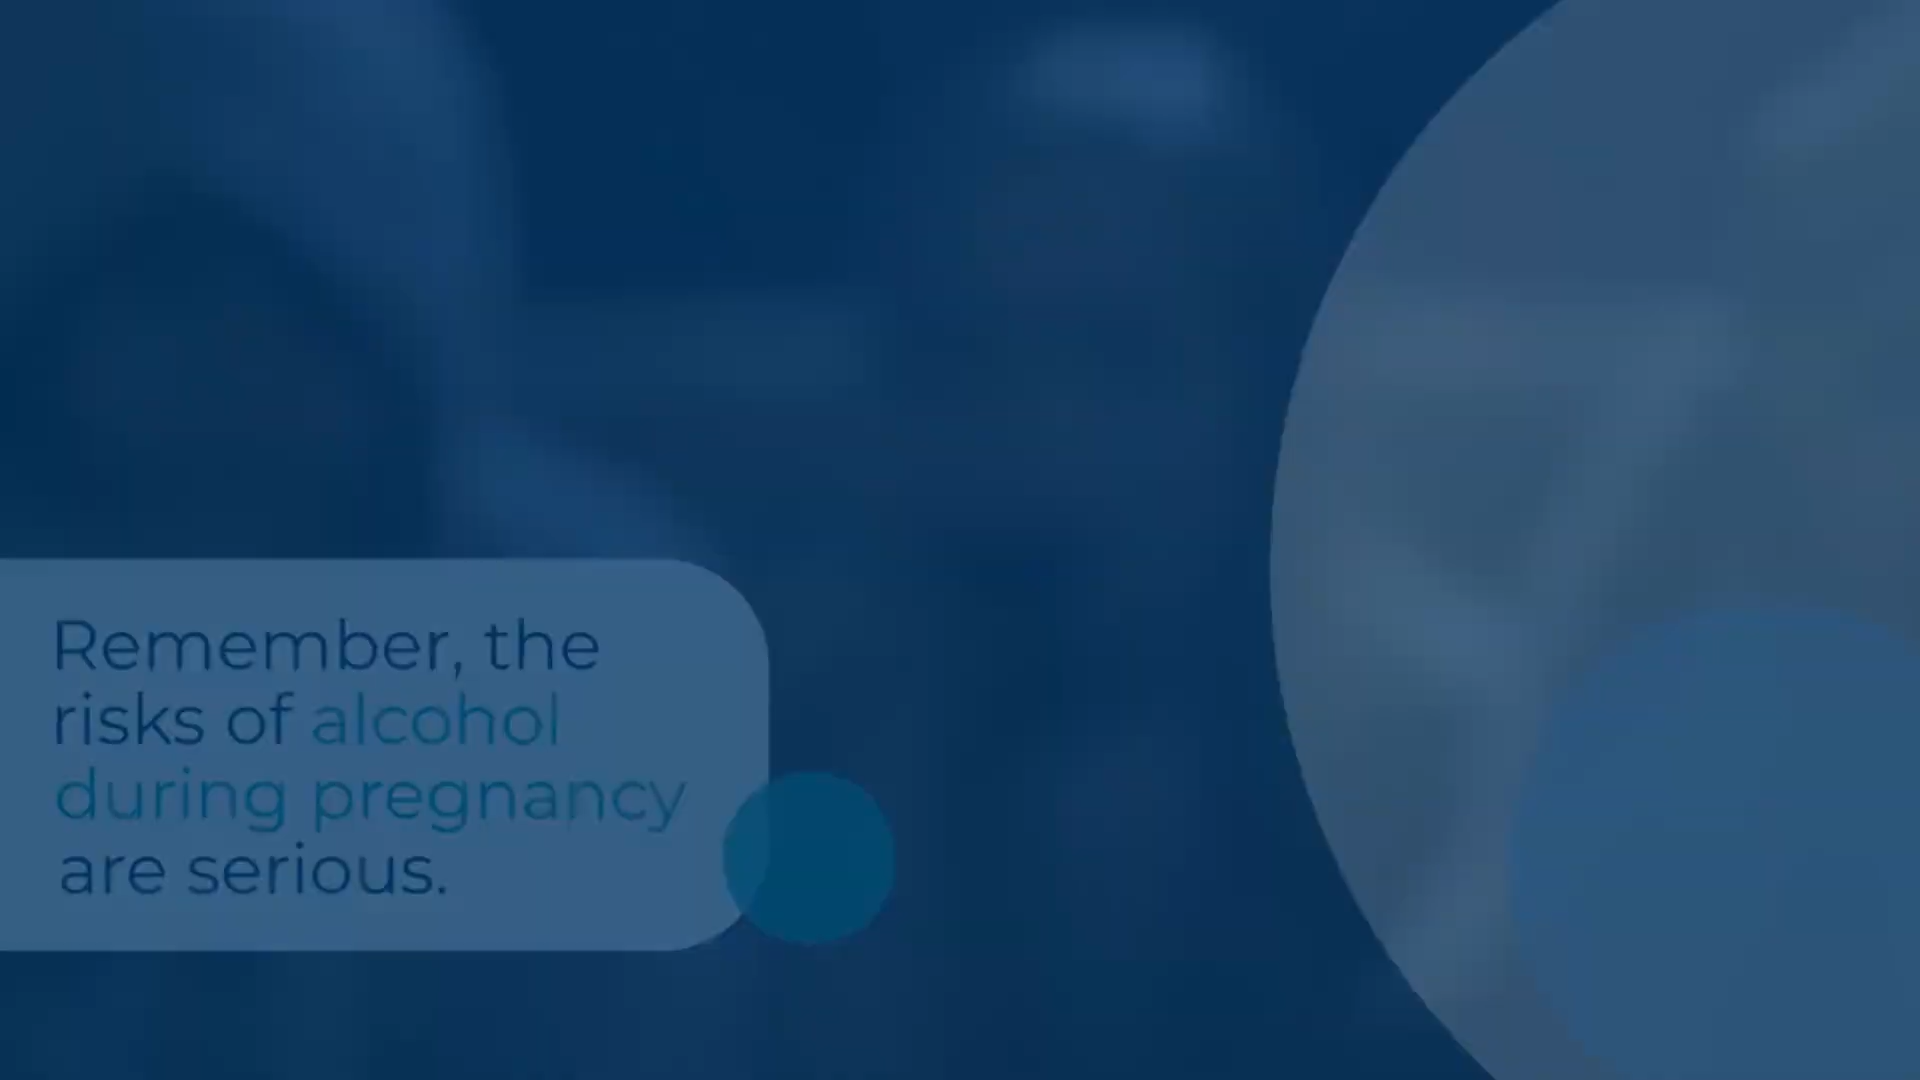 Remember, the
risks of alcohol
during pregnancy
are serious.